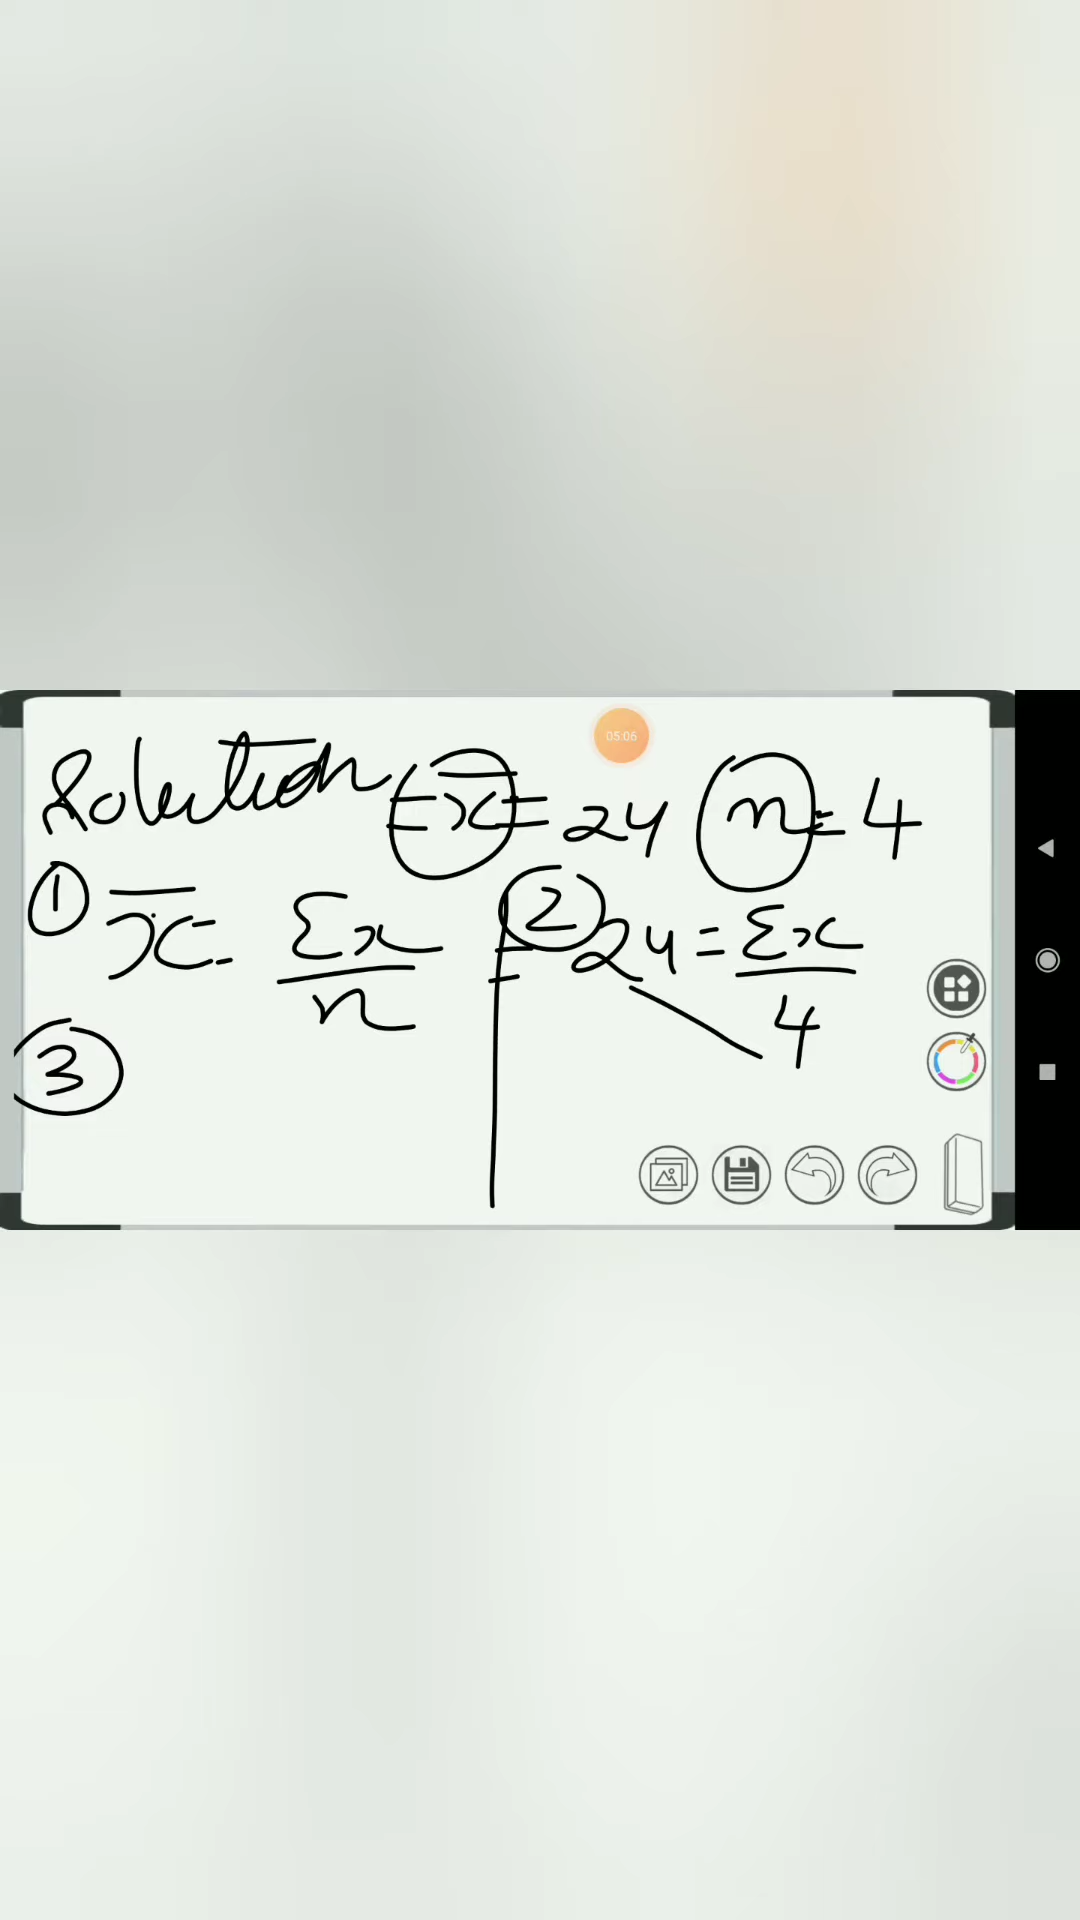 05:06
Solution = x̄ = 24 n = 4
① x̄ = Σx/n = ② 24 = Σx/4
③